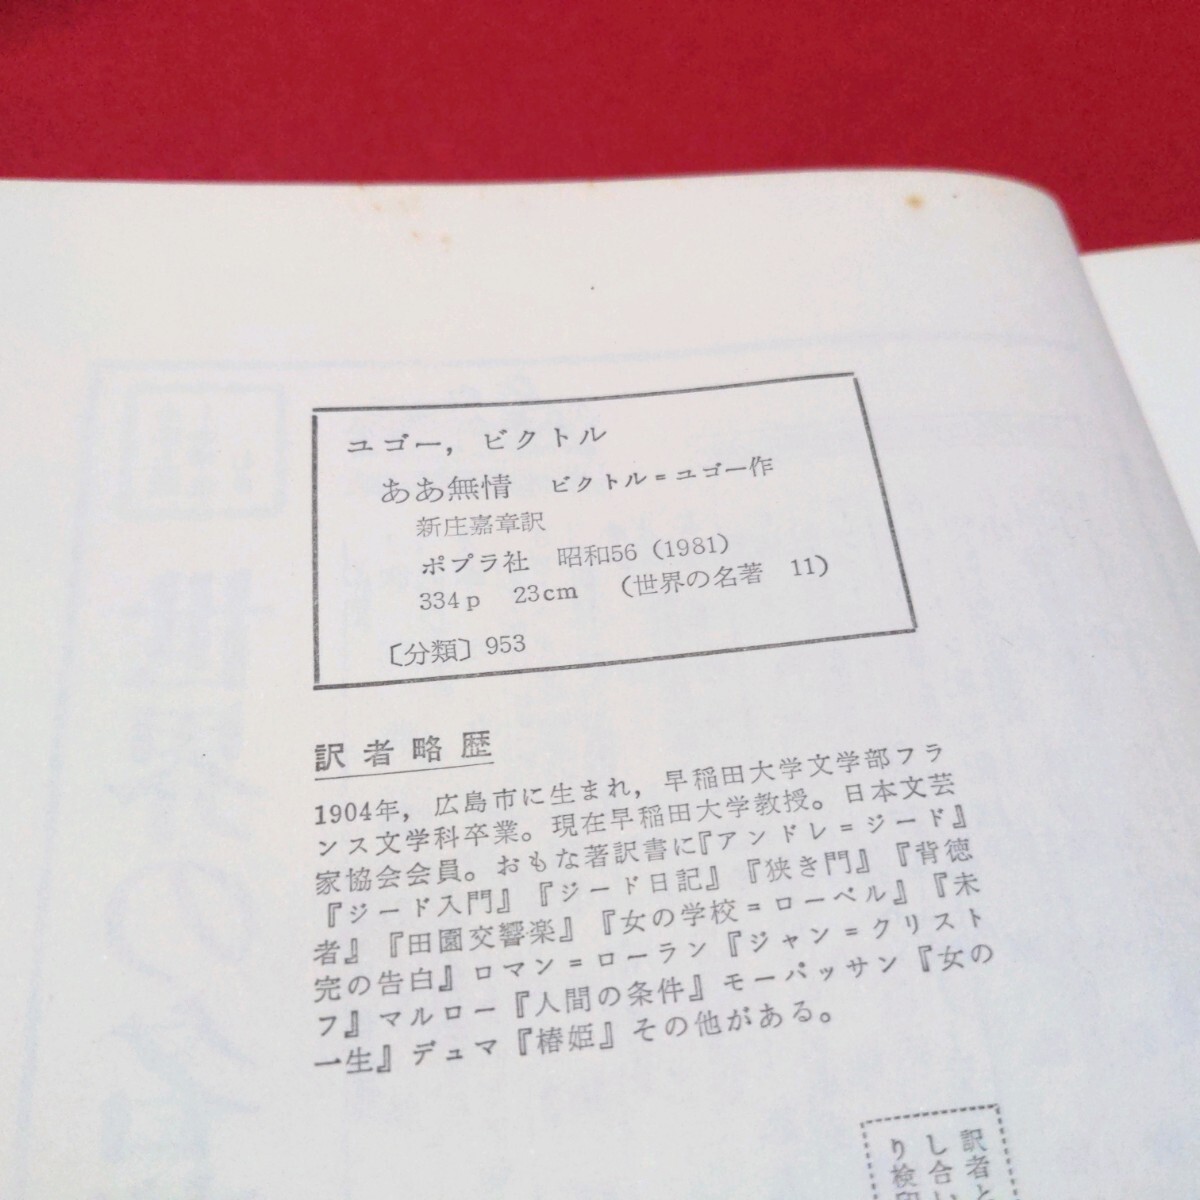 ユゴー，ビクトル
ああ無情　ビクトル＝ユゴー作
新庄嘉章訳
ポプラ社　昭和56（1981）
334p　23cm　（世界の名著　11）
〔分類〕953
訳者略歴
1904年，広島市に生まれ，早稲田大学文学部フラ
ンス文学科卒業。現在早稲田大学教授。日本文芸
家協会会員。おもな著訳書に『アンドレ＝ジード』
『ジード入門』『ジード日記』『狭き門』『背徳
者』『田園交響楽』『女の学校＝ローベル』『未
完の告白』ロマン＝ローラン『ジャン＝クリスト
フ』マルロー『人間の条件』モーパッサン『女の
一生』デュマ『椿姫』その他がある。
訳者と
し合い
り検印